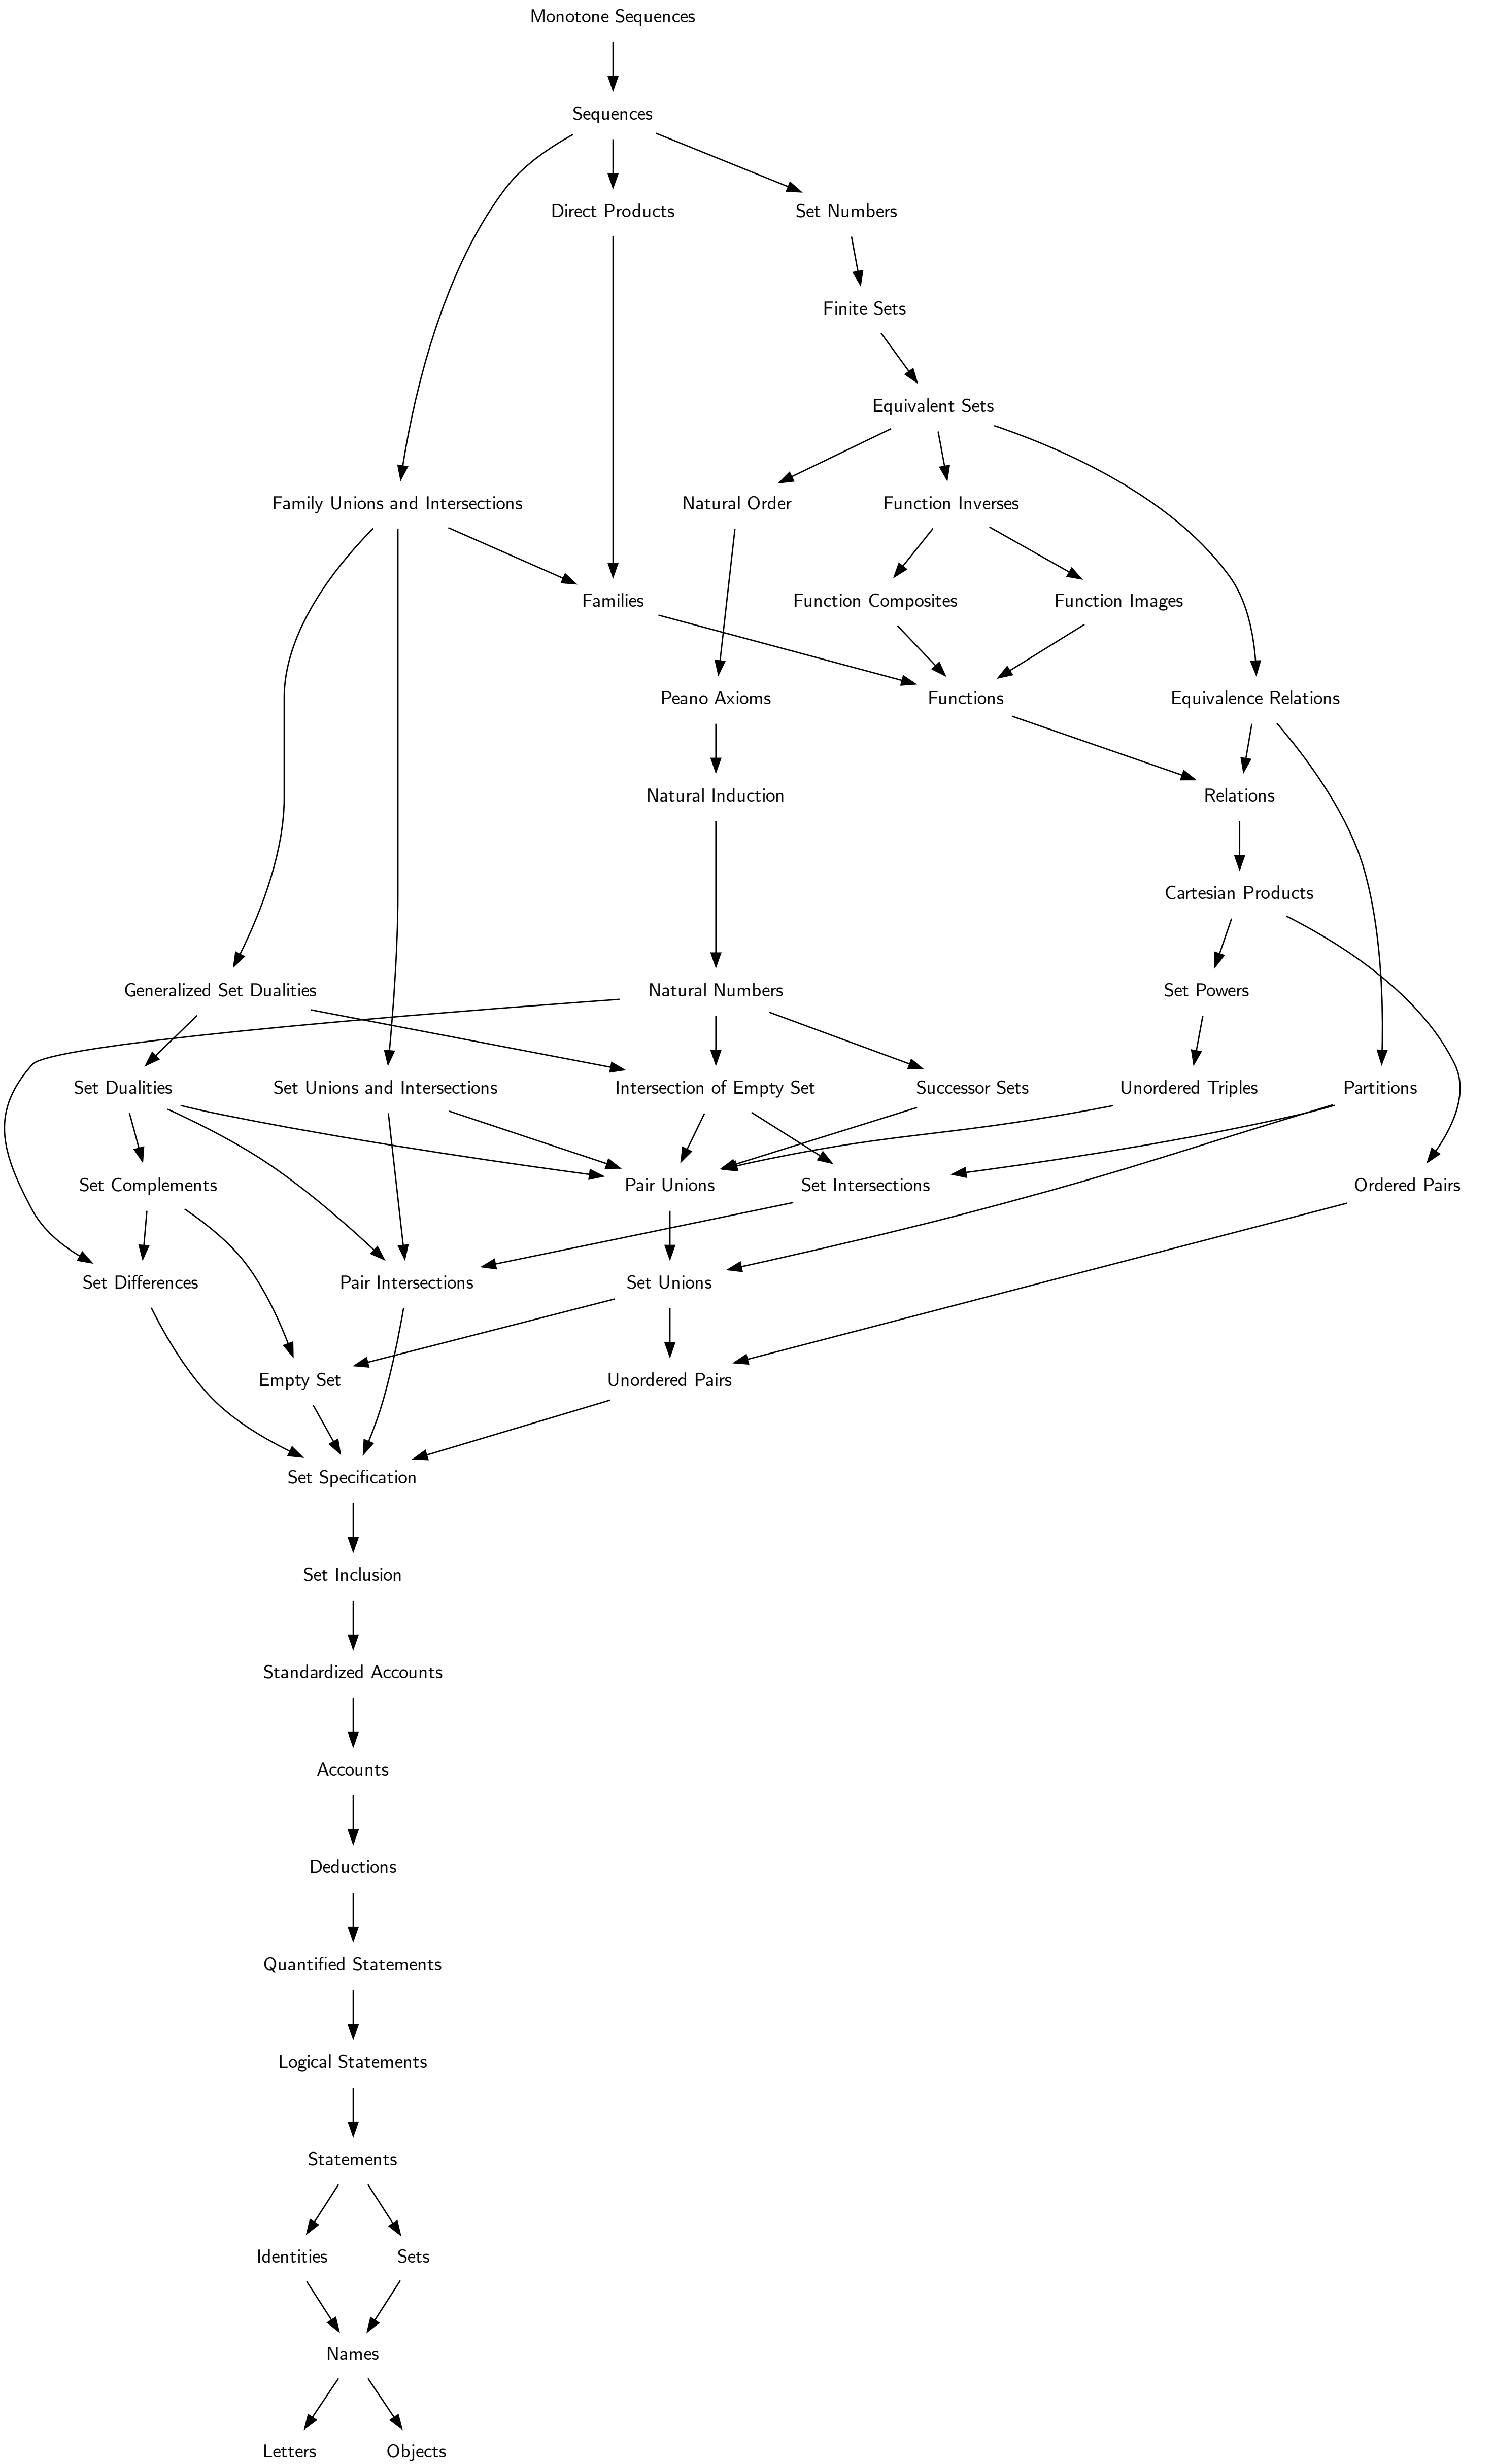 Monotone Sequences
Sequences
Direct Products
Set Numbers
Finite Sets
Equivalent Sets
Family Unions and Intersections
Natural Order
Function Inverses
Families
Function Composites
Function Images
Peano Axioms
Functions
Equivalence Relations
Natural Induction
Relations
Cartesian Products
Generalized Set Dualities
Natural Numbers
Set Powers
Set Dualities
Set Unions and Intersections
Intersection of Empty Set
Successor Sets
Unordered Triples
Partitions
Set Complements
Pair Unions
Set Intersections
Ordered Pairs
Set Differences
Pair Intersections
Set Unions
Empty Set
Unordered Pairs
Set Specification
Set Inclusion
Standardized Accounts
Accounts
Deductions
Quantified Statements
Logical Statements
Statements
Identities
Sets
Names
Letters
Objects